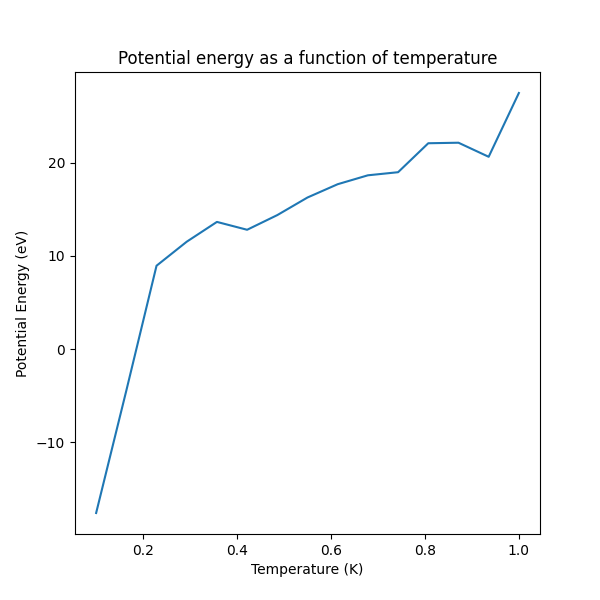 Potential energy as a function of temperature
Potential Energy (eV)
20
10
0
−10
0.2 0.4 0.6 0.8 1.0
Temperature (K)